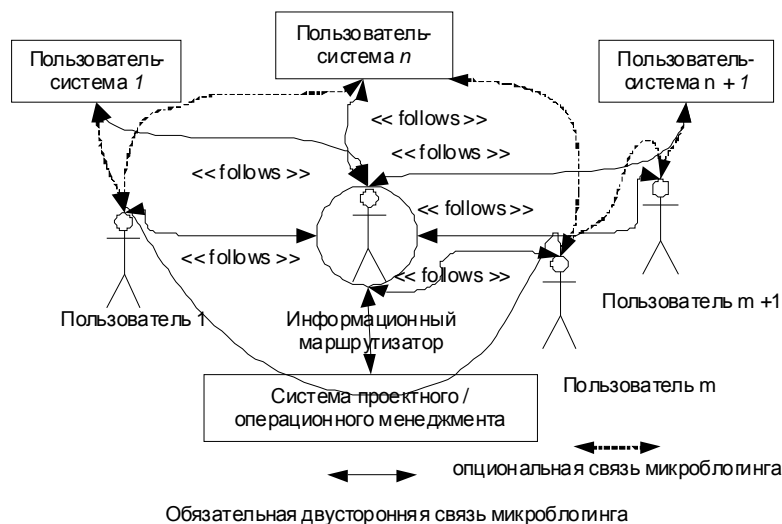 Пользователь-
система 1
Пользователь-
система n
Пользователь-
система n + 1
<< follows >>
<< follows >>
<< follows >>
<< follows >>
<< follows >>
<< follows >>
Пользователь 1
Информационный
маршрутизатор
Пользователь m +1
Пользователь m
Система проектного /
операционного менеджмента
опциональная связь микроблогинга
Обязательная двусторонняя связь микроблогинга